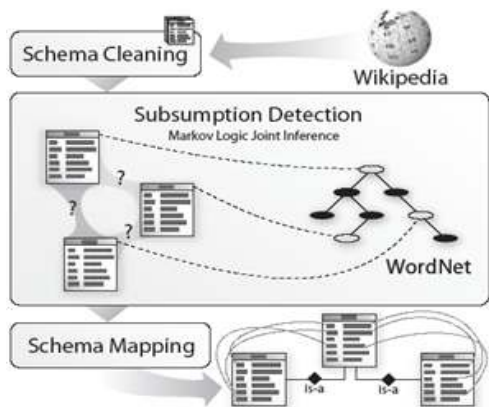 Schema Cleaning
Wikipedia
Subsumption Detection
Markov Logic Joint Inference
?
?
?
WordNet
Schema Mapping
is-a
is-a